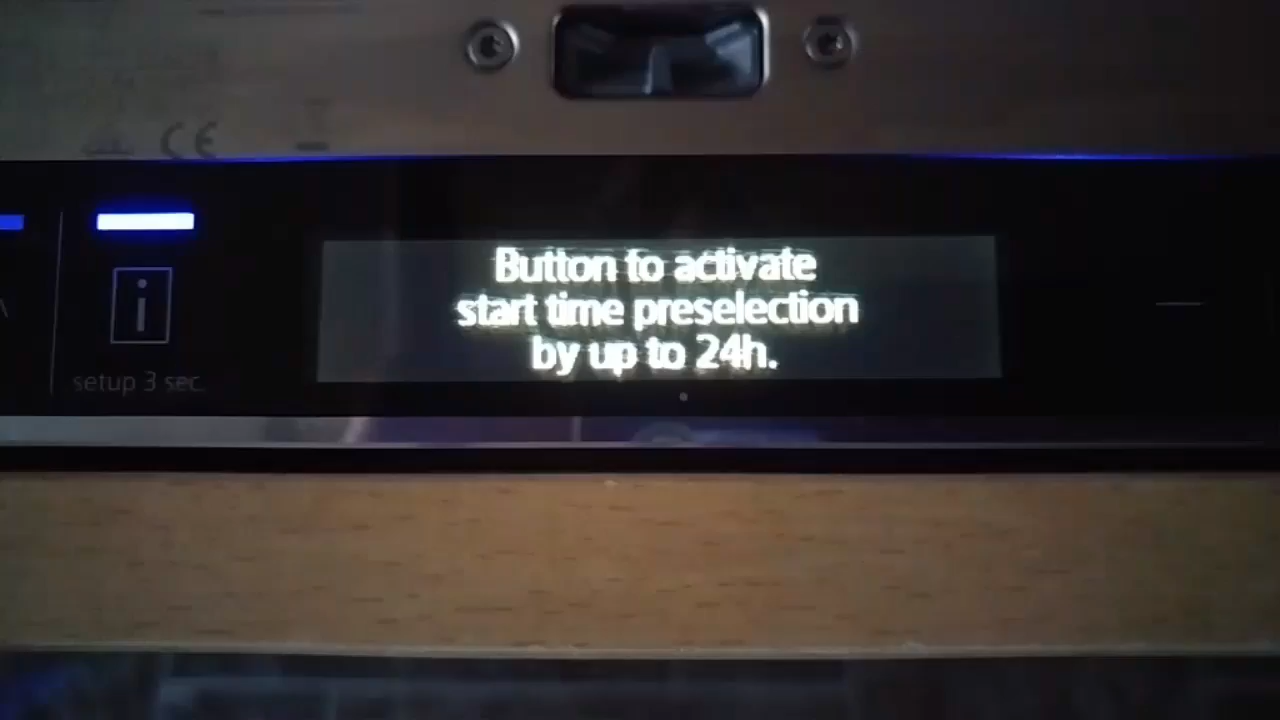 CE
i
setup 3 sec.
Button to activate
start time preselection
by up to 24h.